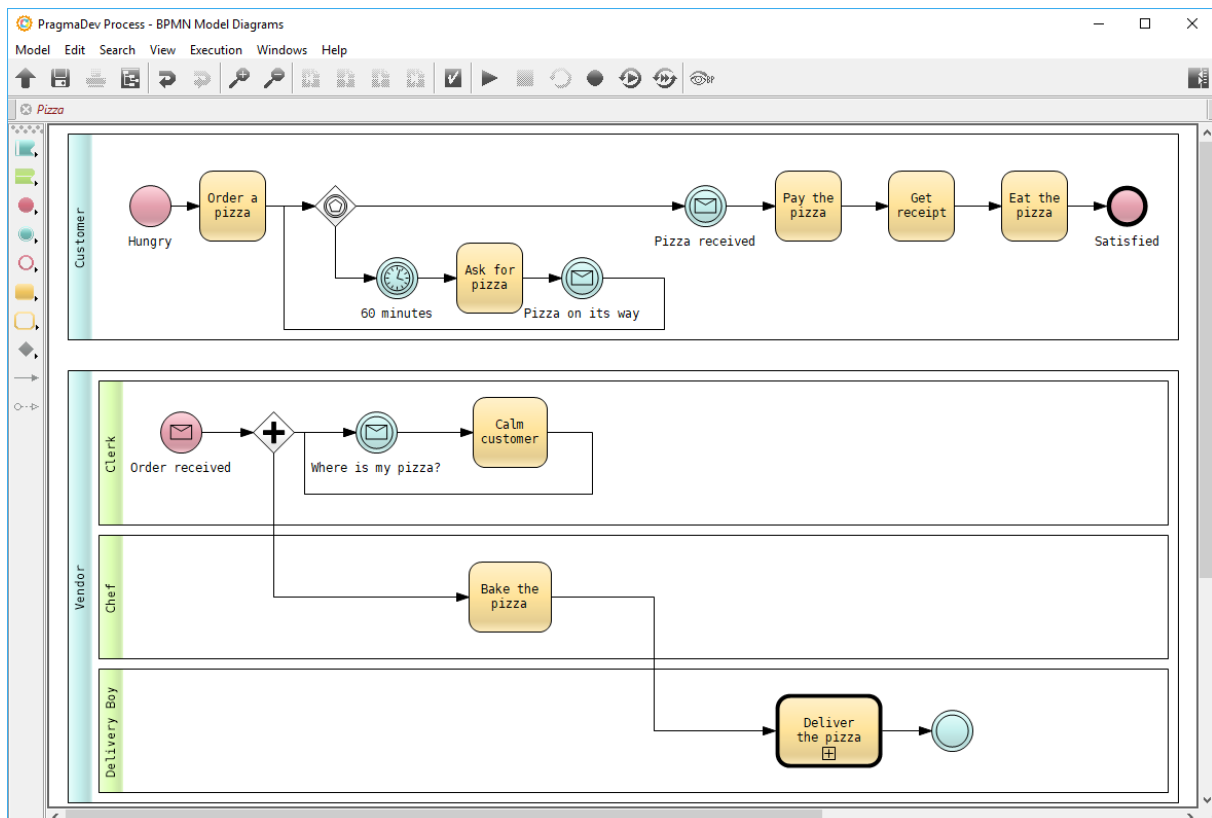 PragmaDev Process - BPMN Model Diagrams
Model Edit Search View Execution Windows Help
Pizza
Customer
Hungry
Order a
pizza
60 minutes
Ask for
pizza
Pizza on its way
Pizza received
Pay the
pizza
Get
receipt
Eat the
pizza
Satisfied
Vendor
Clerk
Order received
Where is my pizza?
Calm
customer
Chef
Bake the
pizza
Delivery Boy
Deliver
the pizza